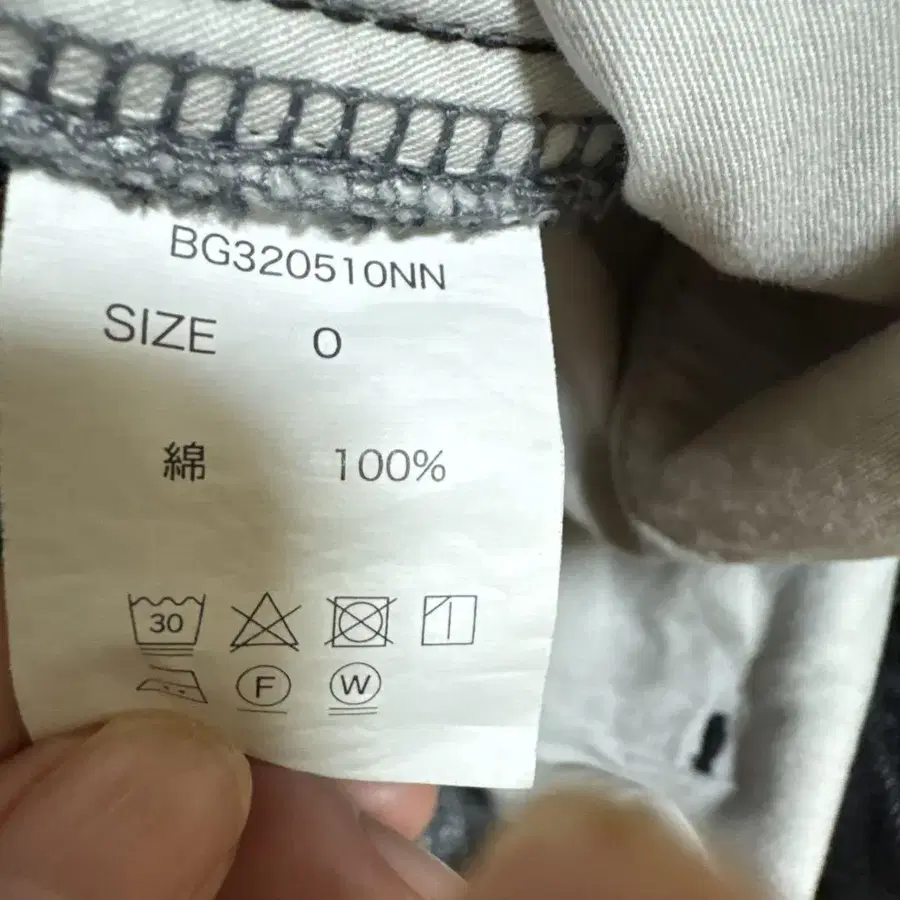 BG320510NN
SIZE 0
綿 100%
30
F W